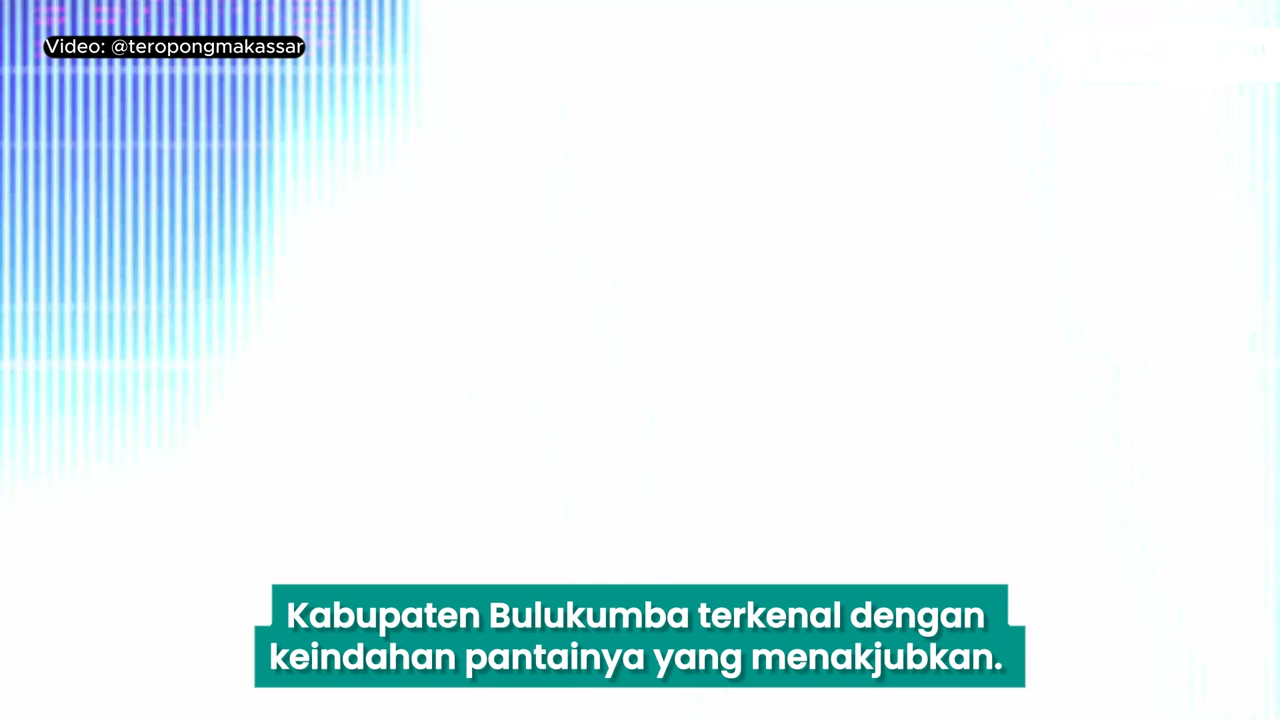 Video: @teropongmakassar
Kabupaten Bulukumba terkenal dengan
keindahan pantainya yang menakjubkan.